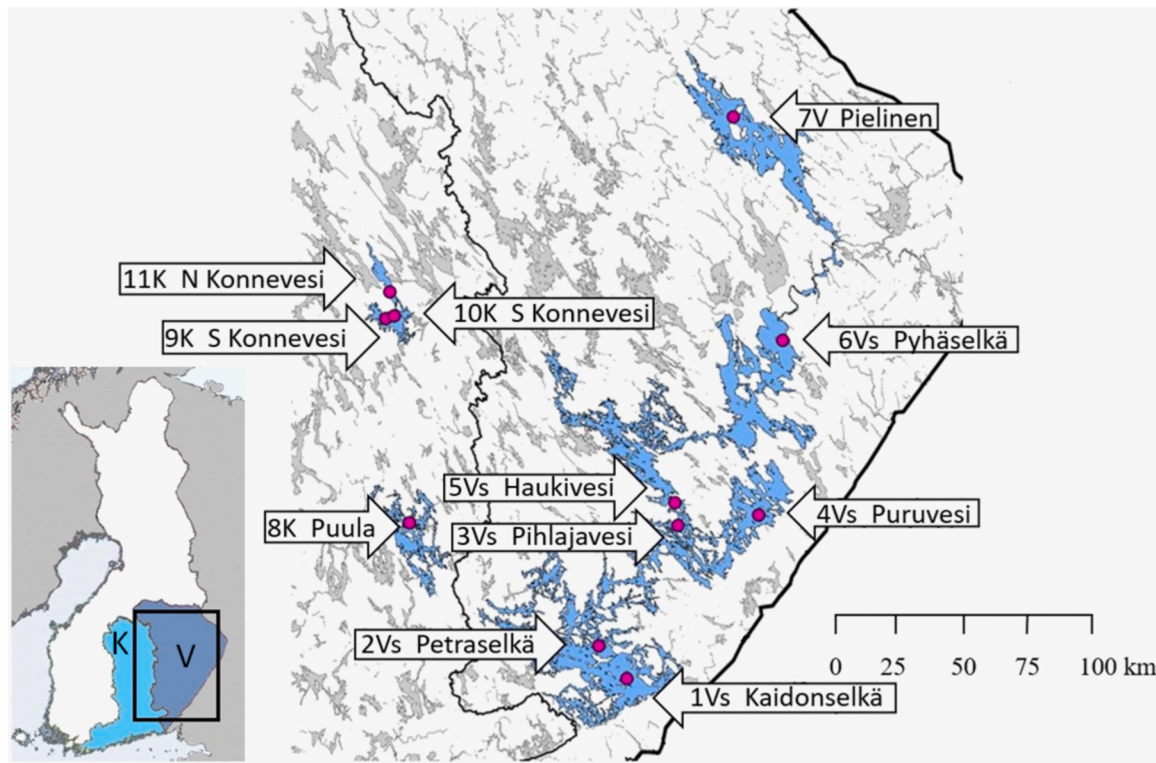 7V Pielinen
11K N Konnevesi
10K S Konnevesi
9K S Konnevesi
6Vs Pyhäselkä
5Vs Haukivesi
4Vs Puruvesi
8K Puula
3Vs Pihlajavesi
2Vs Petraselkä
1Vs Kaidonselkä
K
V
0 25 50 75 100 km